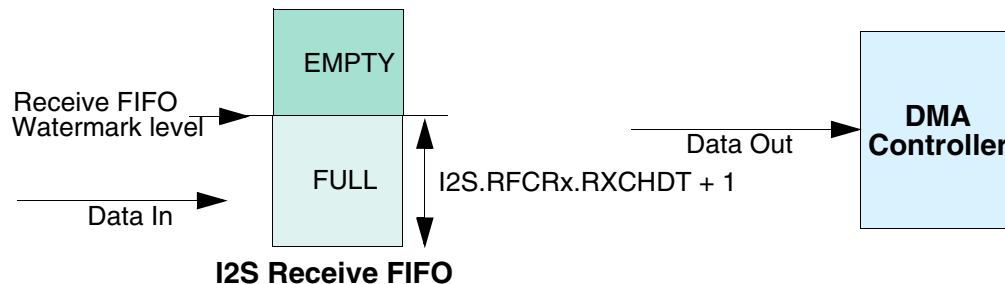 EMPTY
Receive FIFO
Watermark level
FULL
I2S.RFCRx.RXCHDT + 1
Data In
I2S Receive FIFO
Data Out
DMA
Controller